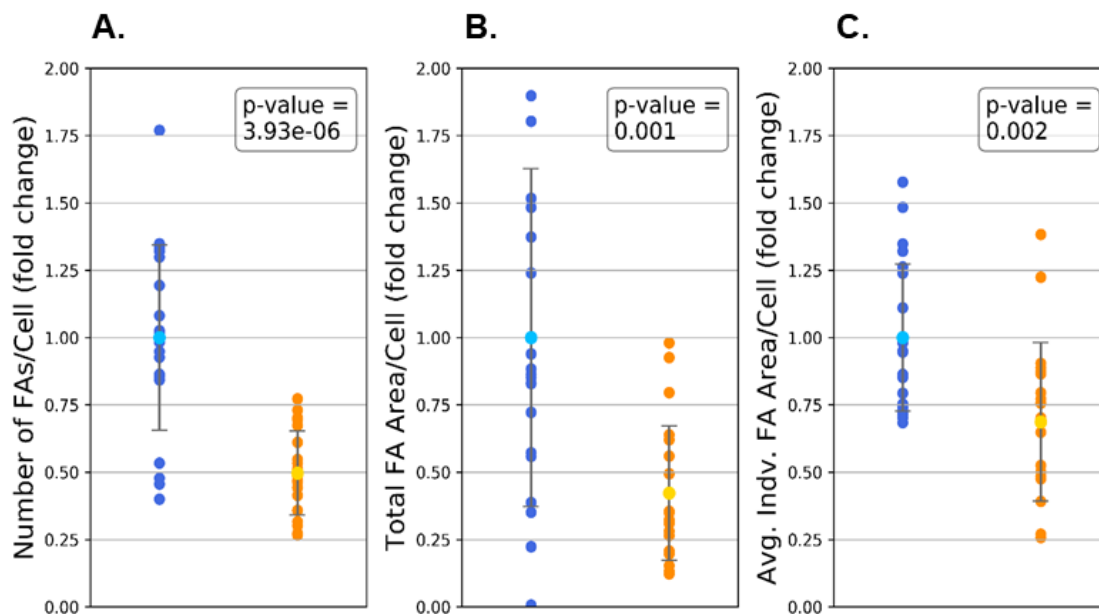 A.
Number of FAs/Cell (fold change)
2.00
1.75
1.50
1.25
1.00
0.75
0.50
0.25
0.00
p-value =
3.93e-06
B.
Total FA Area/Cell (fold change)
2.00
1.75
1.50
1.25
1.00
0.75
0.50
0.25
0.00
p-value =
0.001
C.
Avg. Indv. FA Area/Cell (fold change)
2.00
1.75
1.50
1.25
1.00
0.75
0.50
0.25
0.00
p-value =
0.002